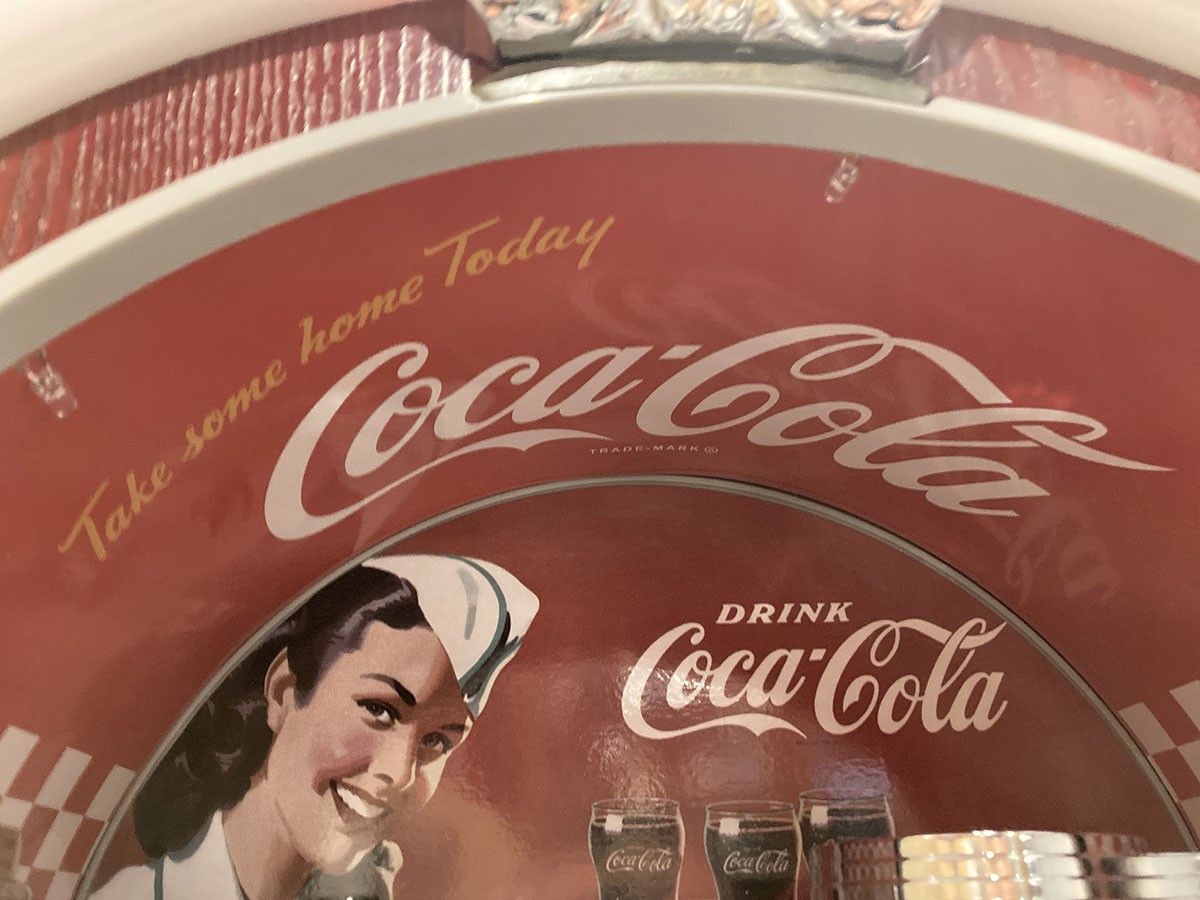 Take some home Today
Coca-Cola
TRADE-MARK ®
DRINK
Coca-Cola
Coca-Cola
Coca-Cola